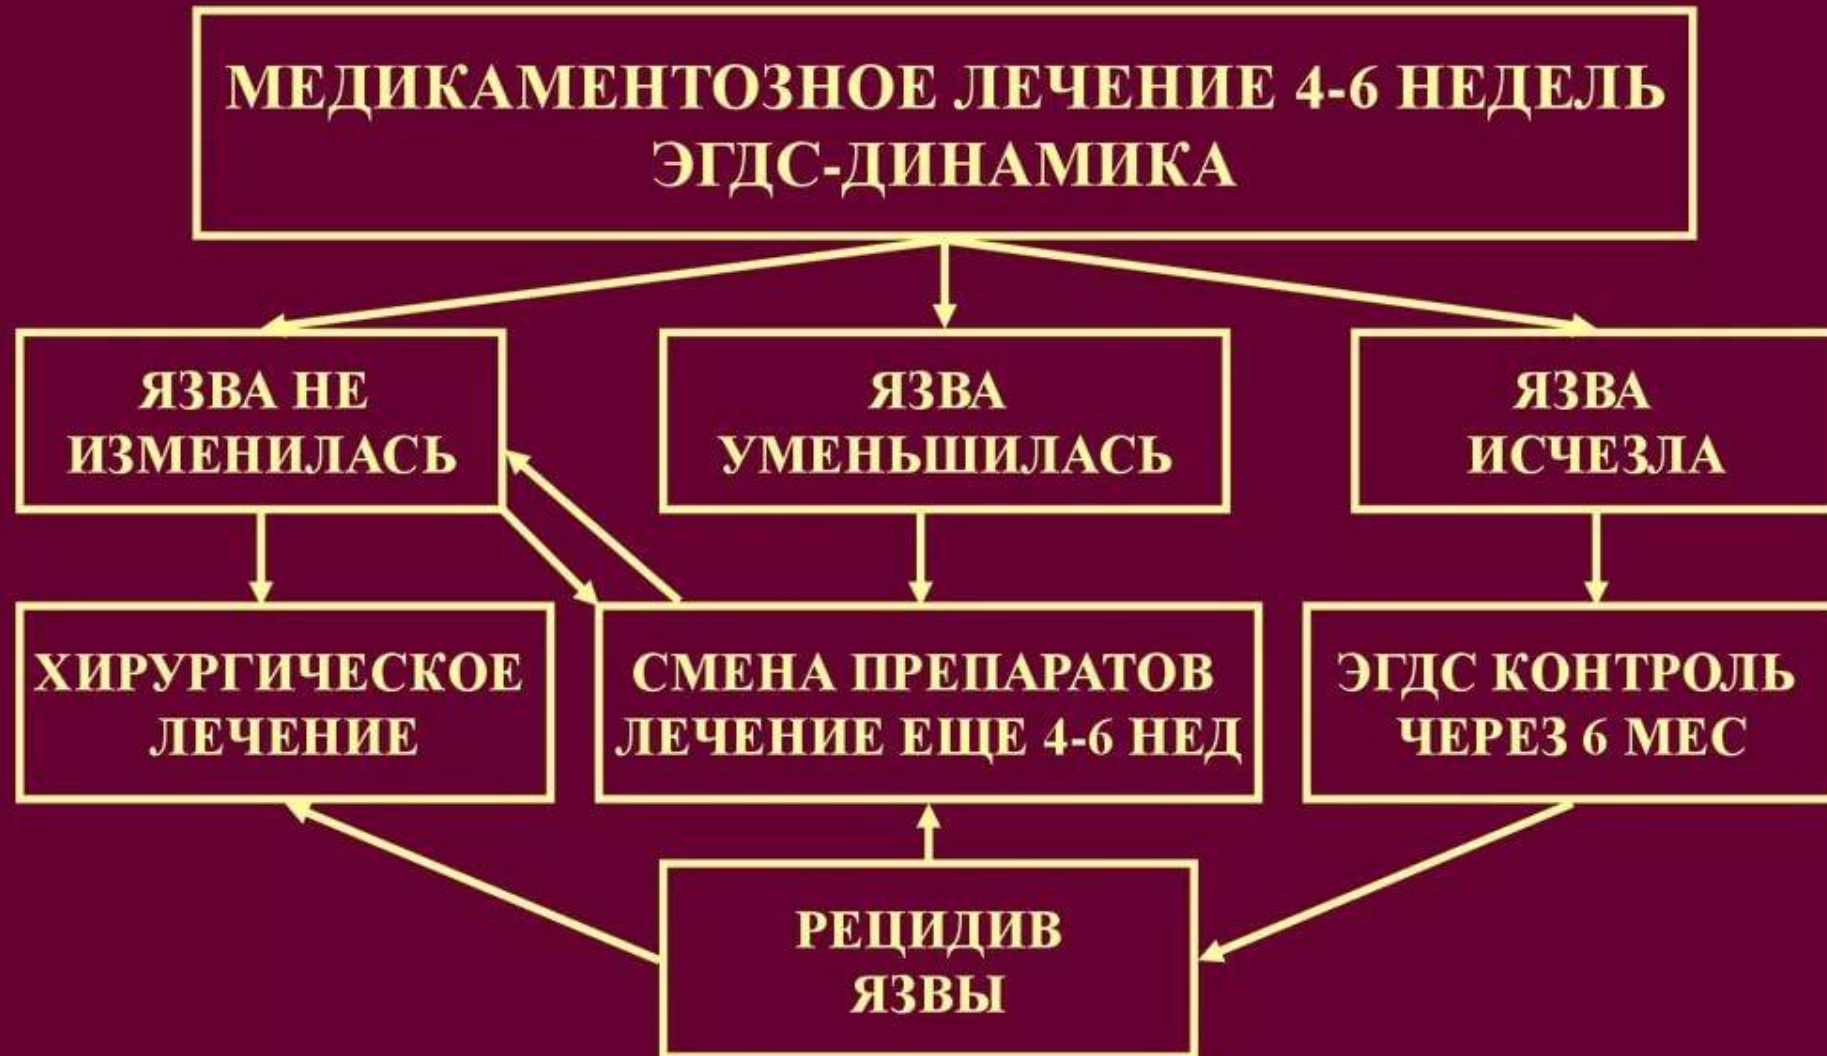 МЕДИКАМЕНТОЗНОЕ ЛЕЧЕНИЕ 4-6 НЕДЕЛЬ
ЭГДС-ДИНАМИКА
ЯЗВА НЕ
ИЗМЕНИЛАСЬ
ЯЗВА
УМЕНЬШИЛАСЬ
ЯЗВА
ИСЧЕЗЛА
ХИРУРГИЧЕСКОЕ
ЛЕЧЕНИЕ
СМЕНА ПРЕПАРАТОВ
ЛЕЧЕНИЕ ЕЩЕ 4-6 НЕД
ЭГДС КОНТРОЛЬ
ЧЕРЕЗ 6 МЕС
РЕЦИДИВ
ЯЗВЫ